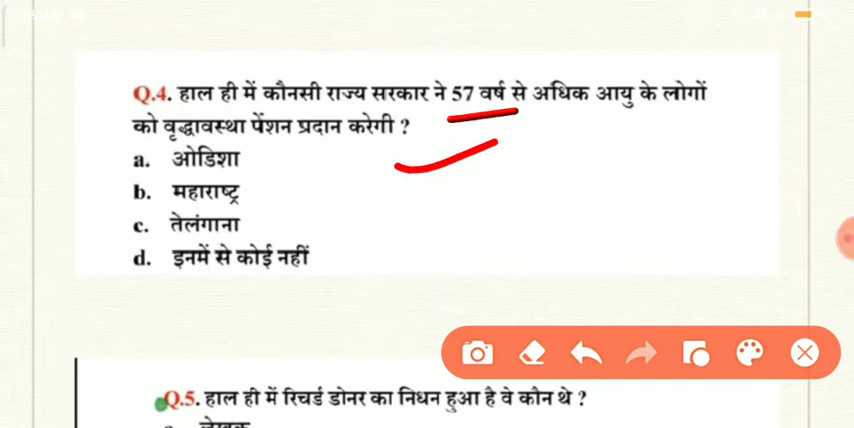 Q.4. हाल ही में कौनसी राज्य सरकार ने 57 वर्ष से अधिक आयु के लोगों
को वृद्धावस्था पेंशन प्रदान करेगी ?
a. ओडिशा
b. महाराष्ट्र
c. तेलंगाना
d. इनमें से कोई नहीं
Q.5. हाल ही में रिचर्ड डोनर का निधन हुआ है वे कौन थे ?